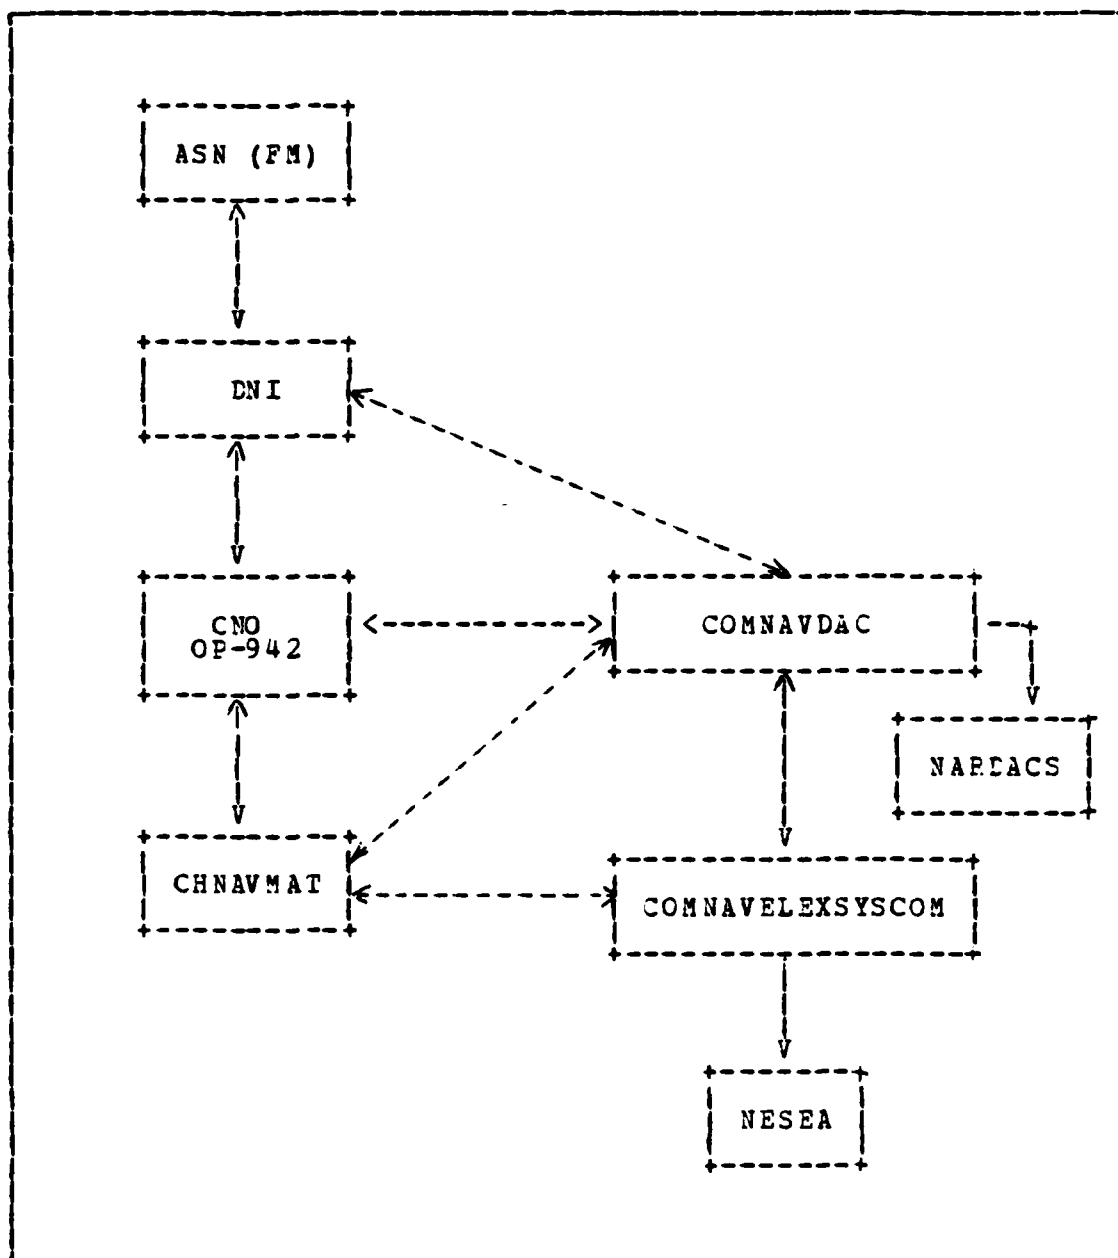 ASN (FM)
DNI
CNO
OP-942
COMNAVDAC
NARDACS
CHNAVMAT
COMNAVELEXSYSCOM
NESEA